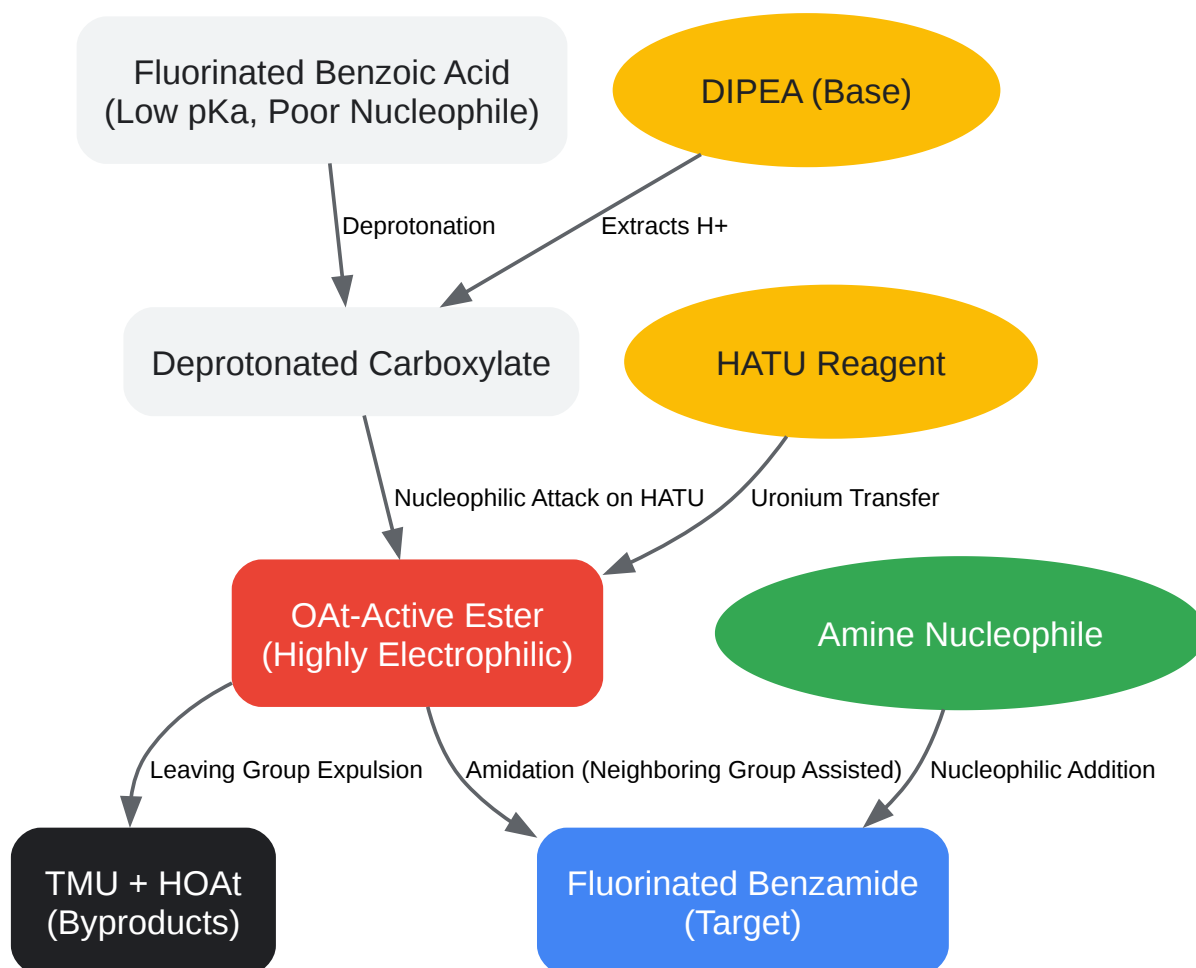 Fluorinated Benzoic Acid
(Low pKa, Poor Nucleophile)
DIPEA (Base)
Deprotonation
Extracts H+
Deprotonated Carboxylate
HATU Reagent
Nucleophilic Attack on HATU
Uronium Transfer
OAt-Active Ester
(Highly Electrophilic)
Amine Nucleophile
Leaving Group Expulsion
Amidation (Neighboring Group Assisted)
Nucleophilic Addition
TMU + HOAt
(Byproducts)
Fluorinated Benzamide
(Target)